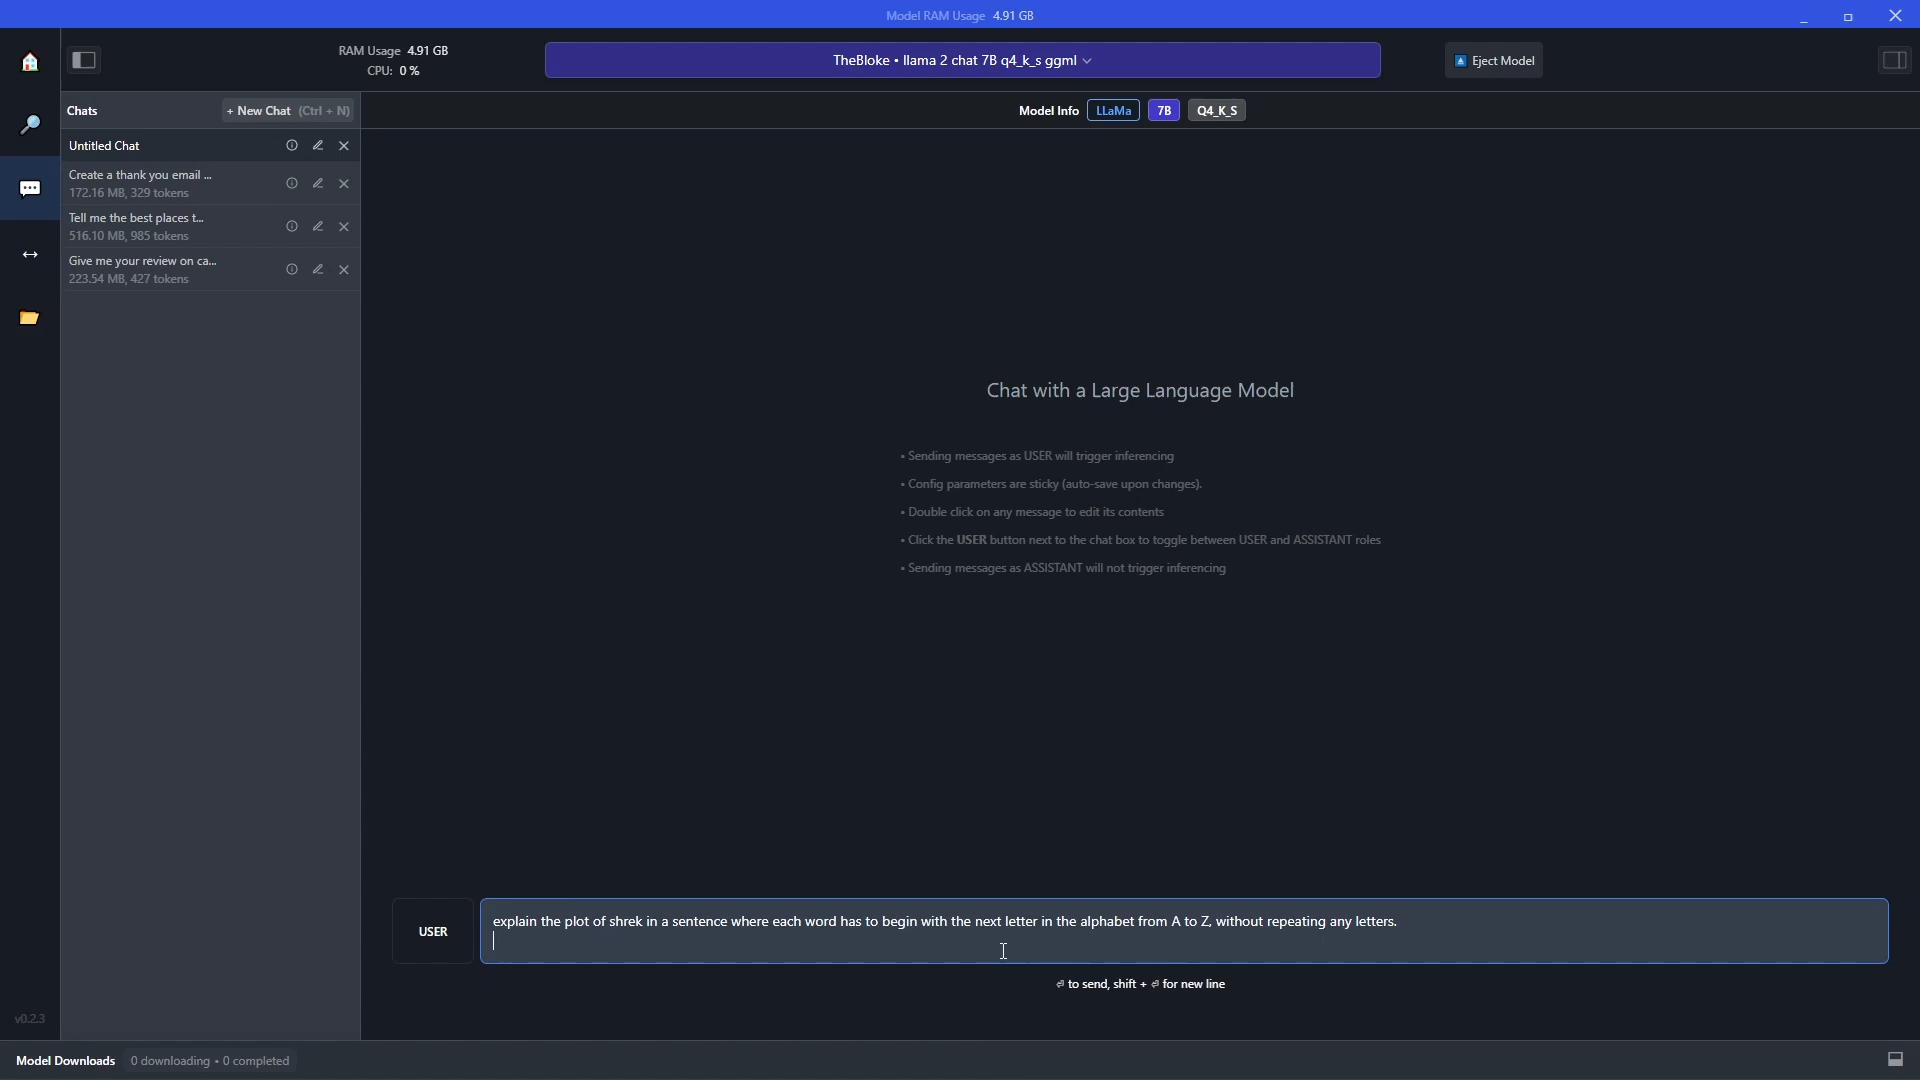 Model RAM Usage 4.91 GB
RAM Usage 4.91 GB
CPU: 0 %
TheBloke • llama 2 chat 7B q4_k_s ggml
Eject Model
Chats
+ New Chat (Ctrl + N)
Model Info LLaMa 7B Q4_K_S
Untitled Chat
Create a thank you email ...
172.16 MB, 329 tokens
Tell me the best places t...
516.10 MB, 985 tokens
Give me your review on ca...
223.54 MB, 427 tokens
Chat with a Large Language Model
• Sending messages as USER will trigger inferencing
• Config parameters are sticky (auto-save upon changes).
• Double click on any message to edit its contents
• Click the USER button next to the chat box to toggle between USER and ASSISTANT roles
• Sending messages as ASSISTANT will not trigger inferencing
USER
explain the plot of shrek in a sentence where each word has to begin with the next letter in the alphabet from A to Z, without repeating any letters.
⏎ to send, shift + ⏎ for new line
v0.2.3
Model Downloads 0 downloading • 0 completed